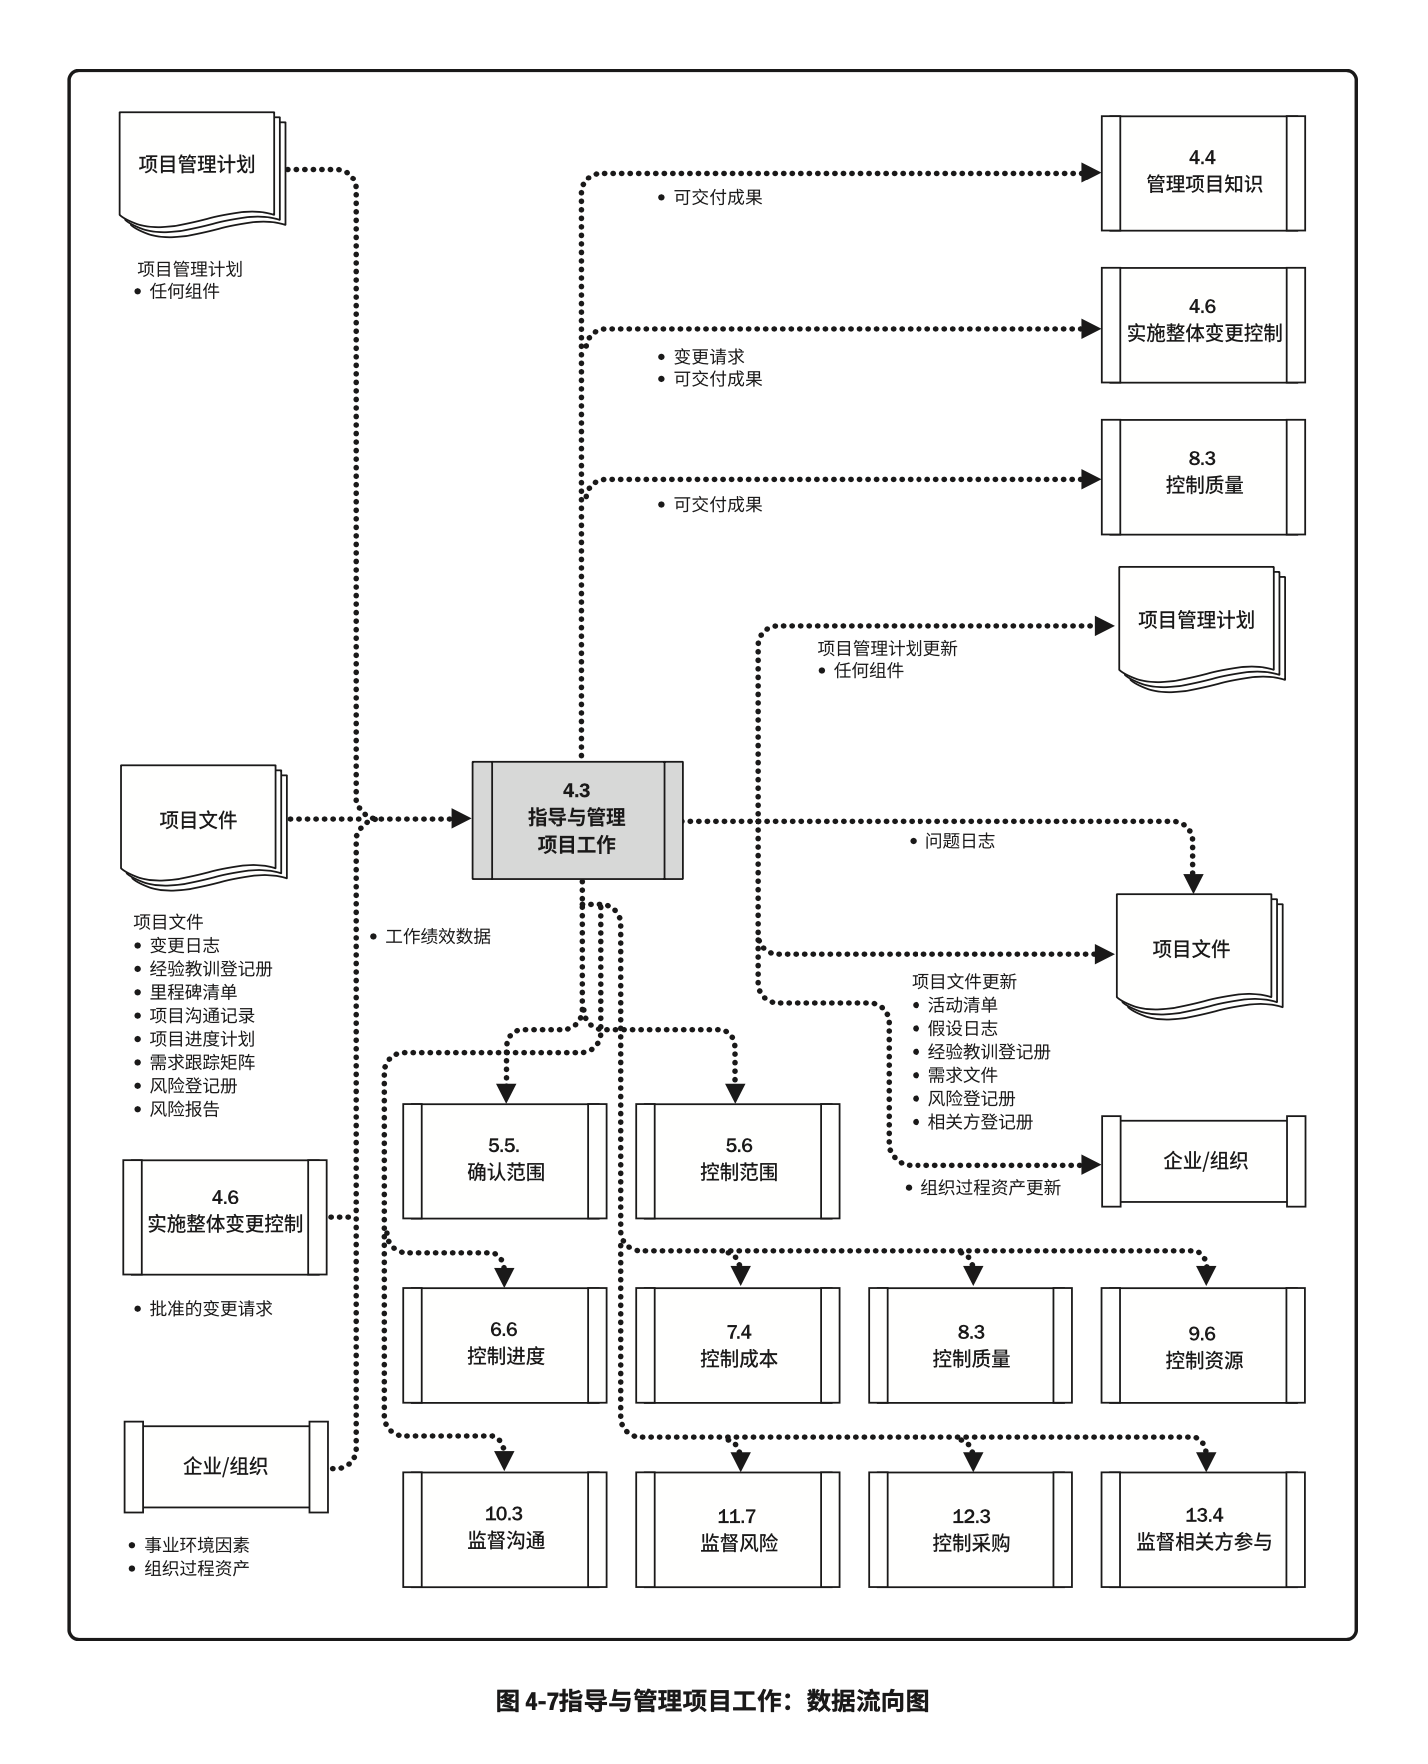 项目管理计划
项目管理计划
• 任何组件
4.4
管理项目知识
• 可交付成果
4.6
实施整体变更控制
• 变更请求
• 可交付成果
8.3
控制质量
• 可交付成果
项目管理计划
项目管理计划更新
• 任何组件
项目文件
4.3
指导与管理
项目工作
• 问题日志
项目文件
• 变更日志
• 经验教训登记册
• 里程碑清单
• 项目沟通记录
• 项目进度计划
• 需求跟踪矩阵
• 风险登记册
• 风险报告
• 工作绩效数据
项目文件
项目文件更新
• 活动清单
• 假设日志
• 经验教训登记册
• 需求文件
• 风险登记册
• 相关方登记册
5.5.
确认范围
5.6
控制范围
企业/组织
• 组织过程资产更新
4.6
实施整体变更控制
• 批准的变更请求
6.6
控制进度
7.4
控制成本
8.3
控制质量
9.6
控制资源
企业/组织
• 事业环境因素
• 组织过程资产
10.3
监督沟通
11.7
监督风险
12.3
控制采购
13.4
监督相关方参与
图 4-7指导与管理项目工作：数据流向图